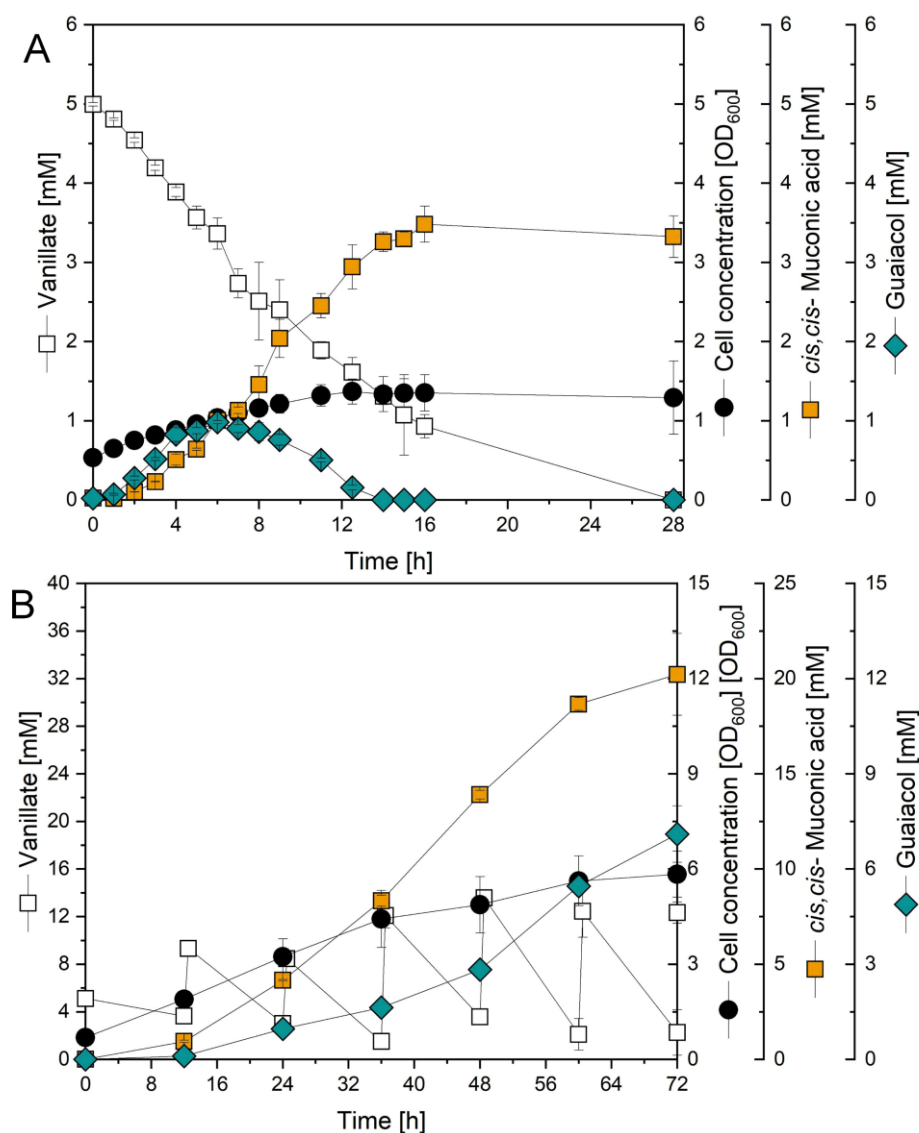 A
6 6 6 6
5 5 5 5
4 4 4 4
3 3 3 3
2 2 2 2
1 1 1 1
0 0 0 0
Vanillate [mM]
Cell concentration [OD600]
cis,cis- Muconic acid [mM]
Guaiacol [mM]
0 4 8 12 16 20 24 28
Time [h]
B
40
36
32
28
24
20
16
12
8
4
0
Vanillate [mM]
15
12
9
6
3
0
Cell concentration [OD600] [OD600]
25
20
15
10
5
0
cis,cis- Muconic acid [mM]
15
12
9
6
3
0
Guaiacol [mM]
0 8 16 24 32 40 48 56 64 72
Time [h]